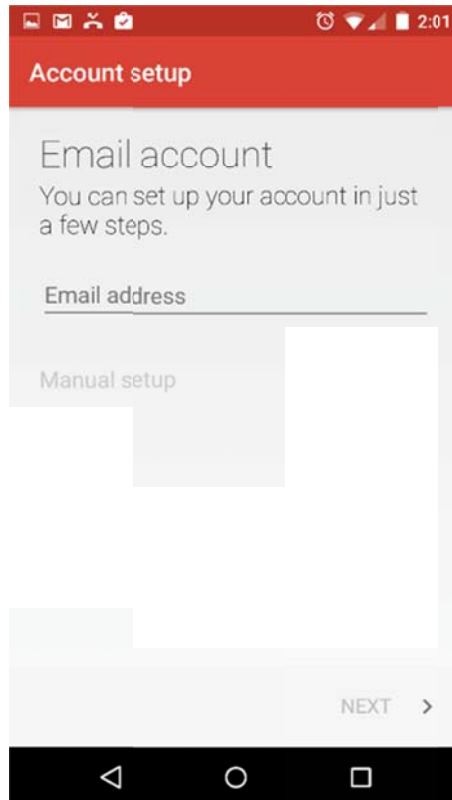 2:01
Account setup
Email account
You can set up your account in just
a few steps.
Email address
Manual setup
NEXT